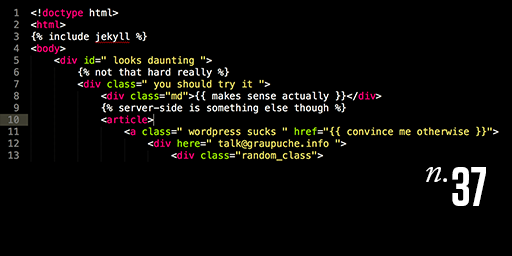 1 <!doctype html>
2 <html>
3 {% include jekyll %}
4 <body>
5 <div id=" looks daunting ">
6 {% not that hard really %}
7 <div class=" you should try it ">
8 <div class="md">{{ makes sense actually }}</div>
9 {% server-side is something else though %}
10 <article>
11 <a class=" wordpress sucks " href="{{ convince me otherwise }}">
12 <div here=" talk@graupuche.info ">
13 <div class="random_class">
n.37